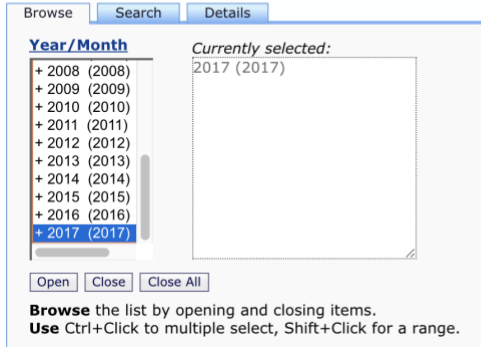 Browse Search Details
Year/Month Currently selected:
+ 2008 (2008) 2017 (2017)
+ 2009 (2009)
+ 2010 (2010)
+ 2011 (2011)
+ 2012 (2012)
+ 2013 (2013)
+ 2014 (2014)
+ 2015 (2015)
+ 2016 (2016)
+ 2017 (2017)
Open Close Close All
Browse the list by opening and closing items.
Use Ctrl+Click to multiple select, Shift+Click for a range.